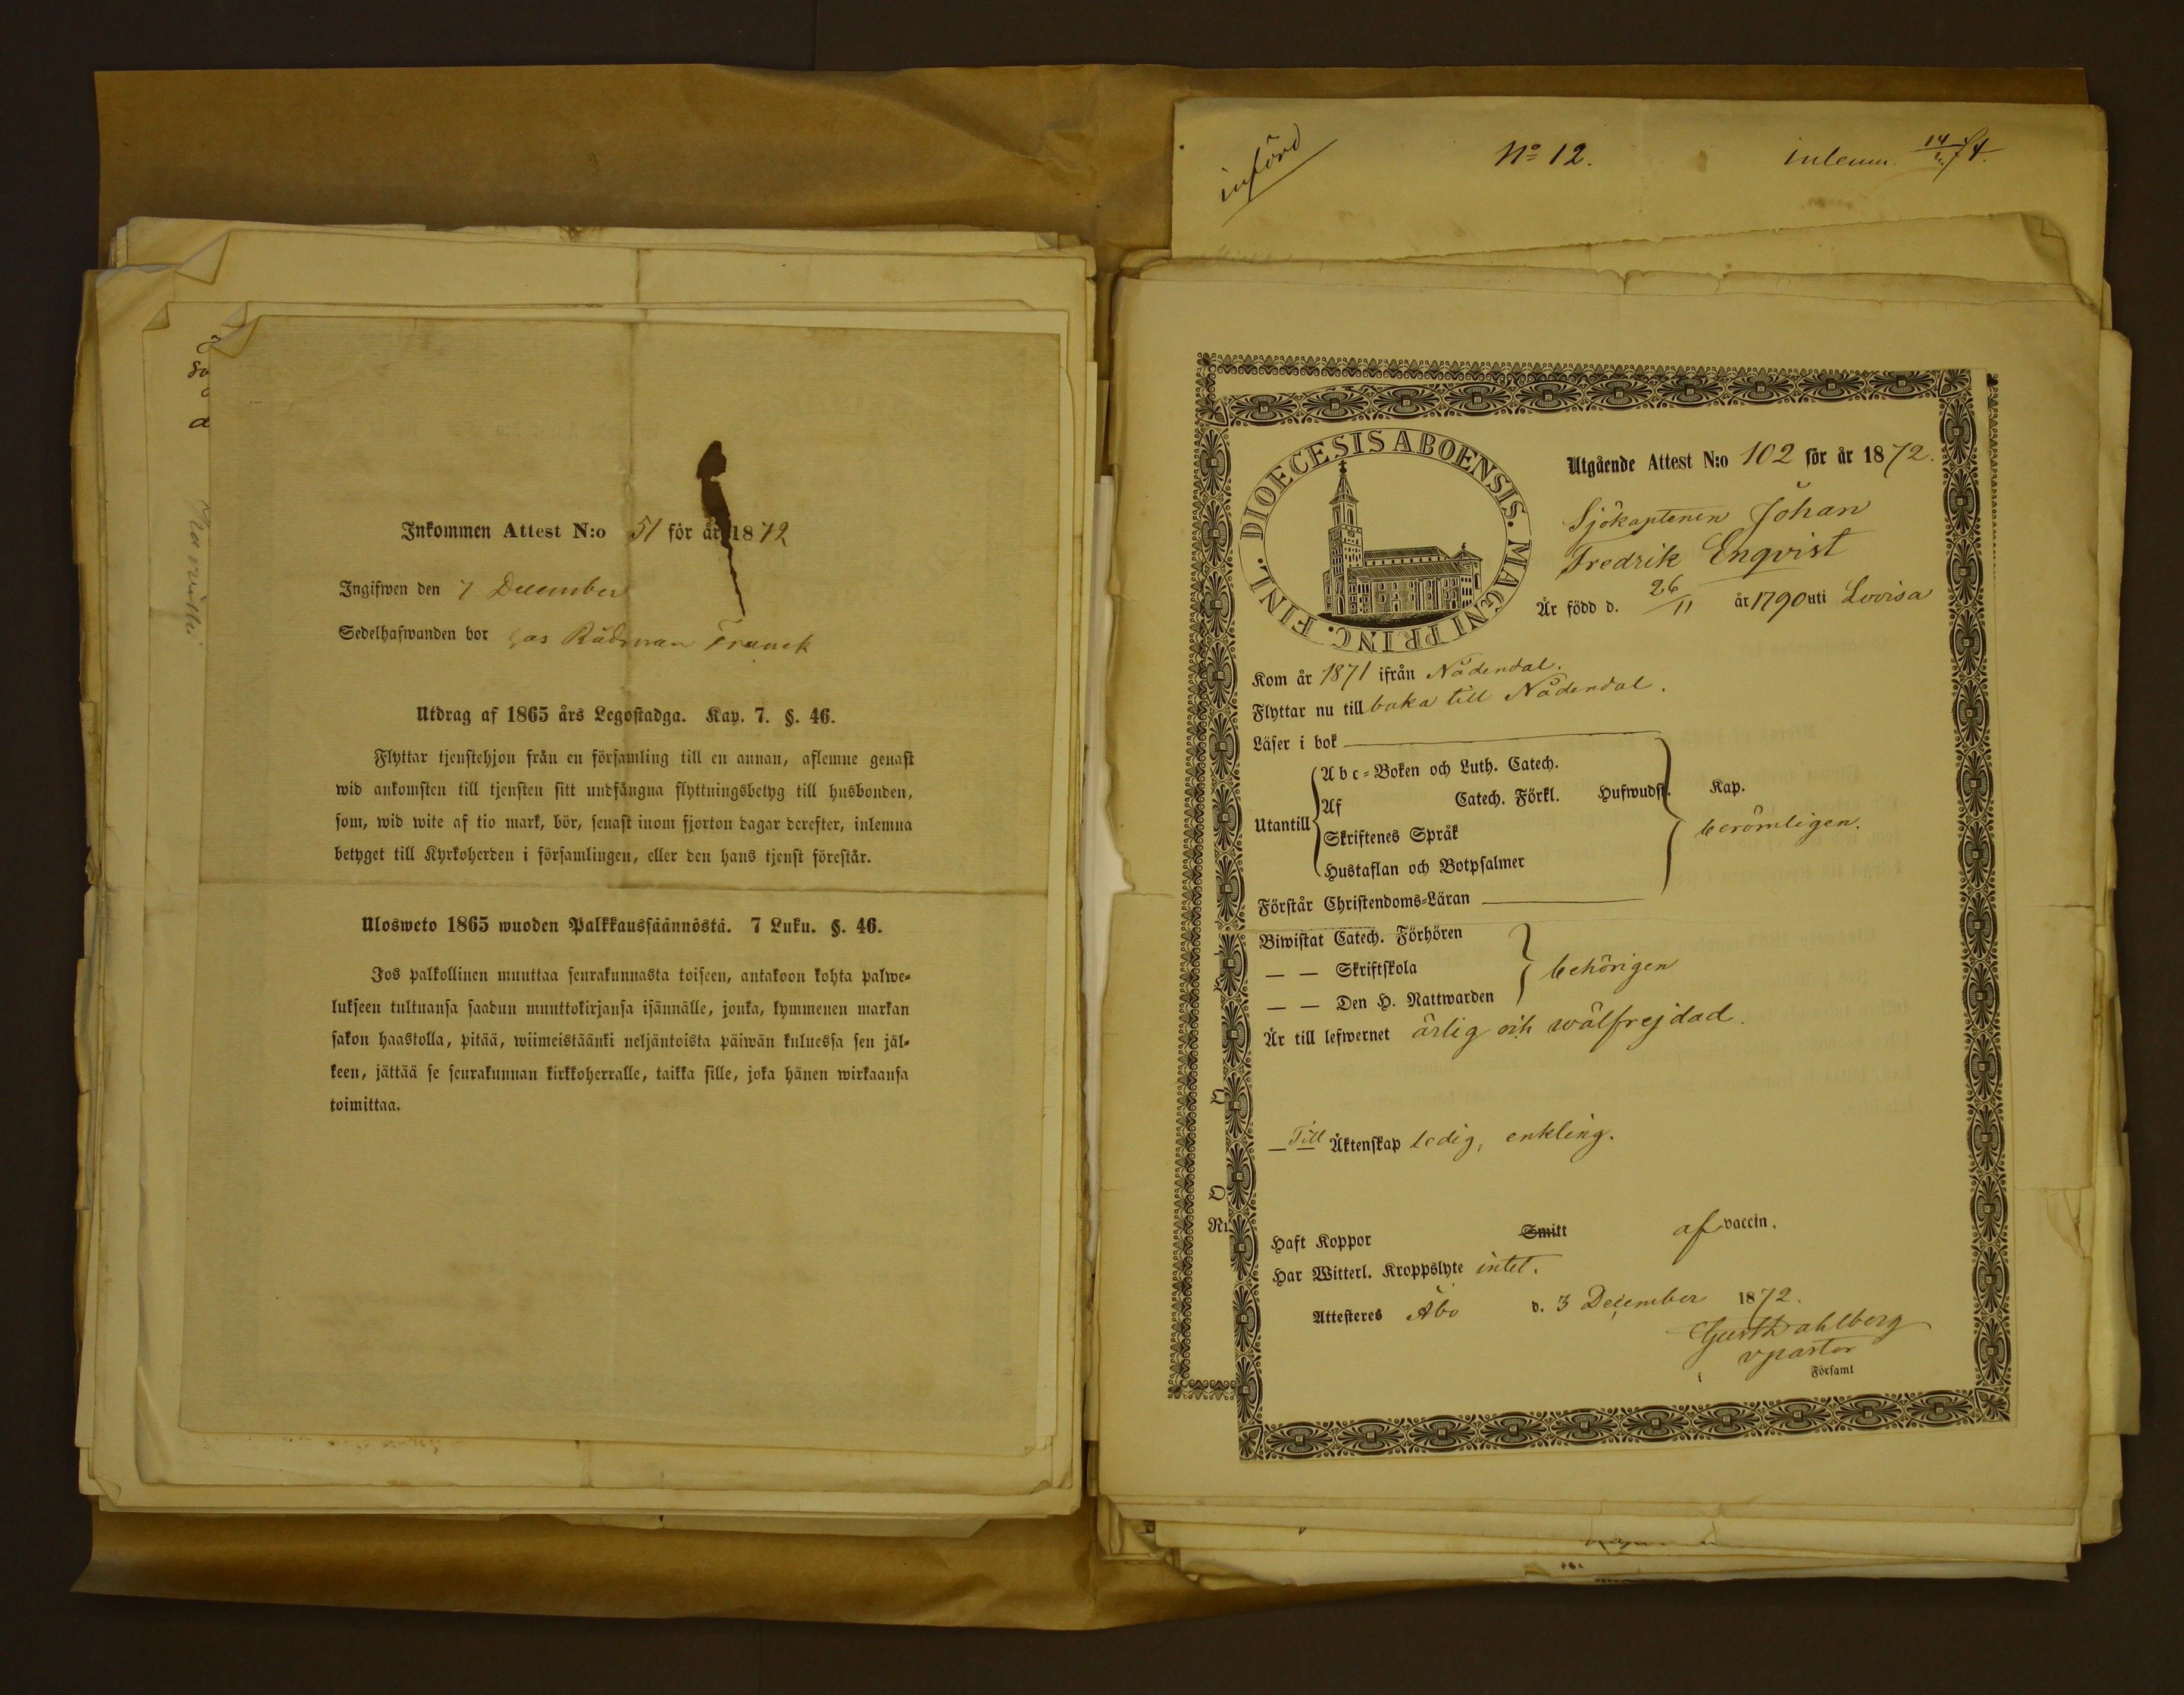 Inkommen Attest N:o 51 för år 1872
Ingifwen den 7 December
Sedelhafwanden bor hos Rådman Franck
Utdrag af 1865 års Legostadga. Kap. 7. §. 46.
Flyttar tjenstehjon från en församling till en annan, aflemne genast
wid ankomsten till tjensten sitt undfångna flyttningsbetyg till husbonden,
som, wid wite af tio mark, bör, senast inom fjorton dagar derefter, inlemna
betyget till Kyrkoherden i församlingen, eller den hans tjenst förestår.
Ulosweto 1865 wuoden Palkkaussäännöstä. 7 Luku. §. 46.
Jos palkollinen muuttaa seurakunnasta toiseen, antakoon kohta palwe-
lukseen tultuansa saadun muuttokirjansa isännälle, jonka, kymmenen markan
sakon haastolla, pitää, wiimeistäänki neljäntoista päiwän kuluessa sen jäl-
keen, jättää se seurakunnan kirkkoherralle, taikka sille, joka hänen wirkaansa
toimittaa.
införd
No 12.
DIOECESIS ABOENSIS. MAGNI PRINC. FINL.
Utgående Attest N:o 102 för år 1872.
Sjökaptenen Johan
Fredrik Enqvist
Är född d. 26/11 år 1790 uti Lovisa
Kom år 1871 ifrån Nådendal.
Flyttar nu till baka till Nådendal.
Läser i bok
Utantill
Abc-Boken och Luth. Catech.
Af Catech. Förkl. Hufwudst. Kap.
Skriftenes Språk
Hustaflan och Botpsalmer
berömligen.
Förstår Christendoms-Läran
Biwistat Catech. Förhören
— — Skriftskola
— — Den H. Nattwarden
behörigen
Är till lefwernet ärlig och wälfrejdad.
— Till Äktenskap ledig, enkling.
Haft Koppor Smitt af vaccin.
Har Witterl. Kroppslyte intet.
Attesteres Åbo d. 3 December 1872.
Gust Dahlberg
v pastor
i Församl